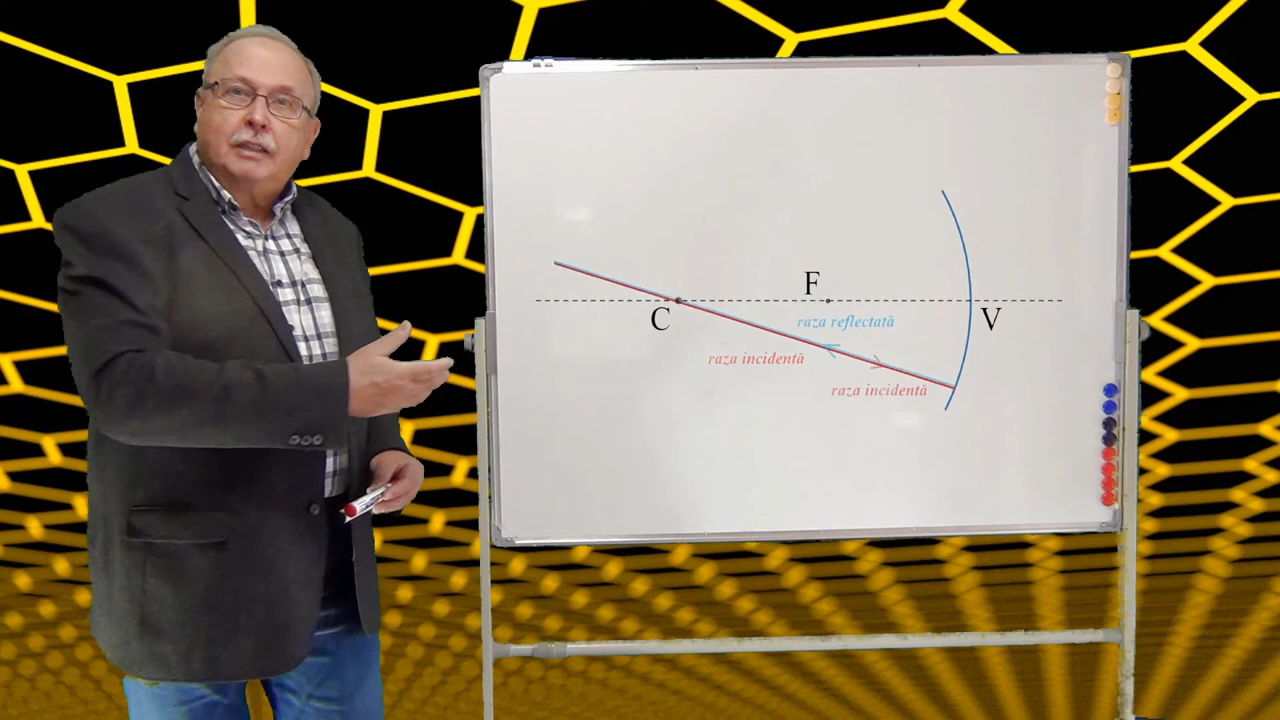 F
C
V
raza reflectată
raza incidentă
raza incidentă